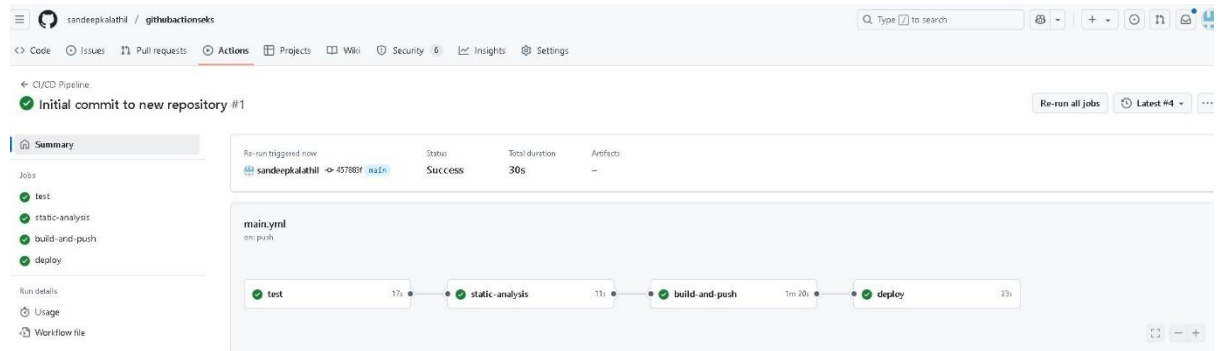 sandeepkalathil / githubactionseks
Type / to search
Code Issues Pull requests Actions Projects Wiki Security 6 Insights Settings
← CI/CD Pipeline
Initial commit to new repository #1
Re-run all jobs
Latest #4
Summary
Jobs
test
static-analysis
build-and-push
deploy
Run details
Usage
Workflow file
Re-run triggered now Status Total duration Artifacts
sandeepkalathil 457883f main Success 30s –
main.yml
on: push
test 17s static-analysis 11s build-and-push 1m 20s deploy 23s